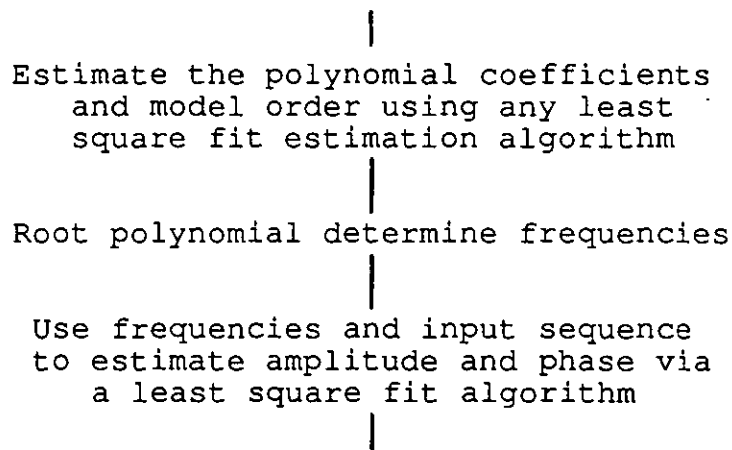 Estimate the polynomial coefficients
and model order using any least
square fit estimation algorithm
Root polynomial determine frequencies
Use frequencies and input sequence
to estimate amplitude and phase via
a least square fit algorithm